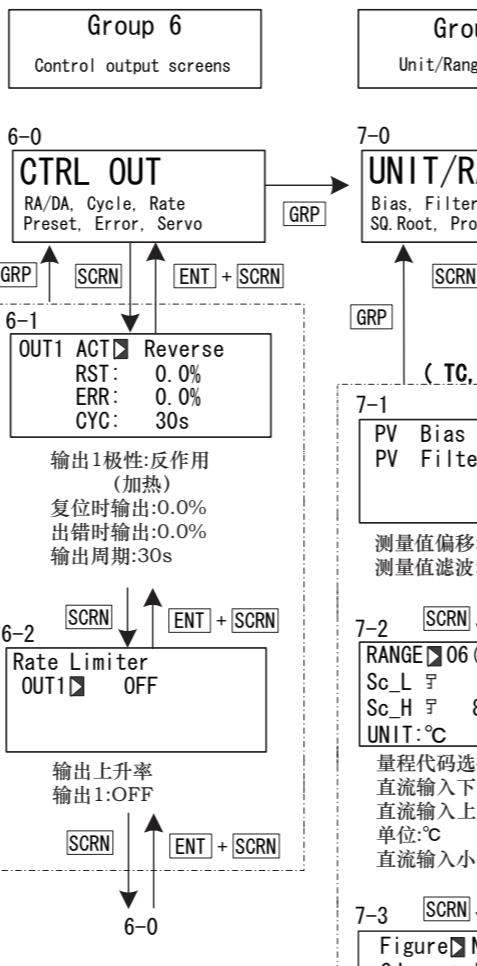 Group 6
Control output screens
6-0
CTRL OUT
RA/DA, Cycle, Rate
Preset, Error, Servo
GRP
GRP
SCRN
ENT + SCRN
6-1
OUT1 ACT Reverse
RST: 0.0%
ERR: 0.0%
CYC: 30s
输出1极性:反作用
(加热)
复位时输出:0.0%
出错时输出:0.0%
输出周期:30s
SCRN
ENT + SCRN
6-2
Rate Limiter
OUT1 OFF
输出上升率
输出1:OFF
SCRN
ENT + SCRN
6-0
7-0
Bias,
SQ.Root,
SCRN
GRP
( TC,
7-1
PV Bias
PV
测量值偏移
测量值滤波:
7-2
SCRN
RANGE 06(
Sc_L
Sc_H
UNIT:℃
量程代码选
直流输入下
直流输入上
单位:℃
直流输入小
7-3
SCRN
Figure